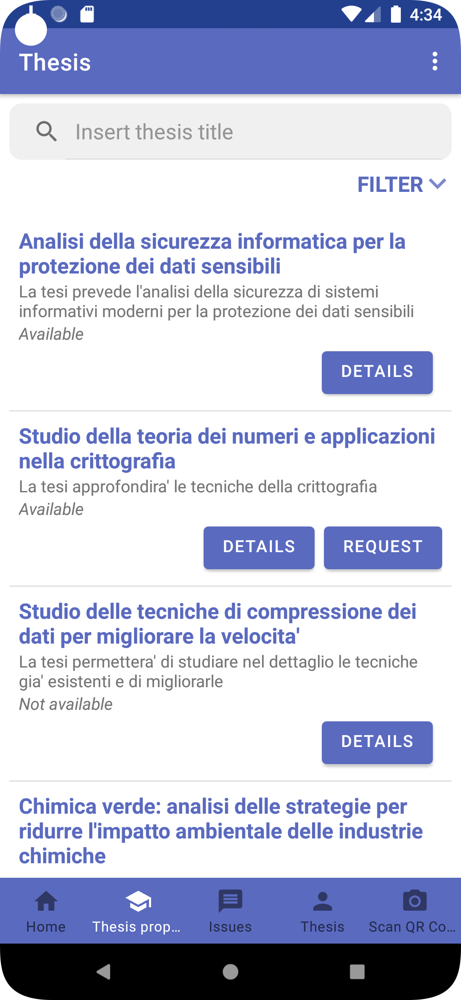 4:34
Thesis
Insert thesis title
FILTER
Analisi della sicurezza informatica per la
protezione dei dati sensibili
La tesi prevede l'analisi della sicurezza di sistemi
informativi moderni per la protezione dei dati sensibili
Available
DETAILS
Studio della teoria dei numeri e applicazioni
nella crittografia
La tesi approfondira' le tecniche della crittografia
Available
DETAILS REQUEST
Studio delle tecniche di compressione dei
dati per migliorare la velocita'
La tesi permettera' di studiare nel dettaglio le tecniche
gia' esistenti e di migliorarle
Not available
DETAILS
Chimica verde: analisi delle strategie per
ridurre l'impatto ambientale delle industrie
chimiche
Home Thesis prop... Issues Thesis Scan QR Co...